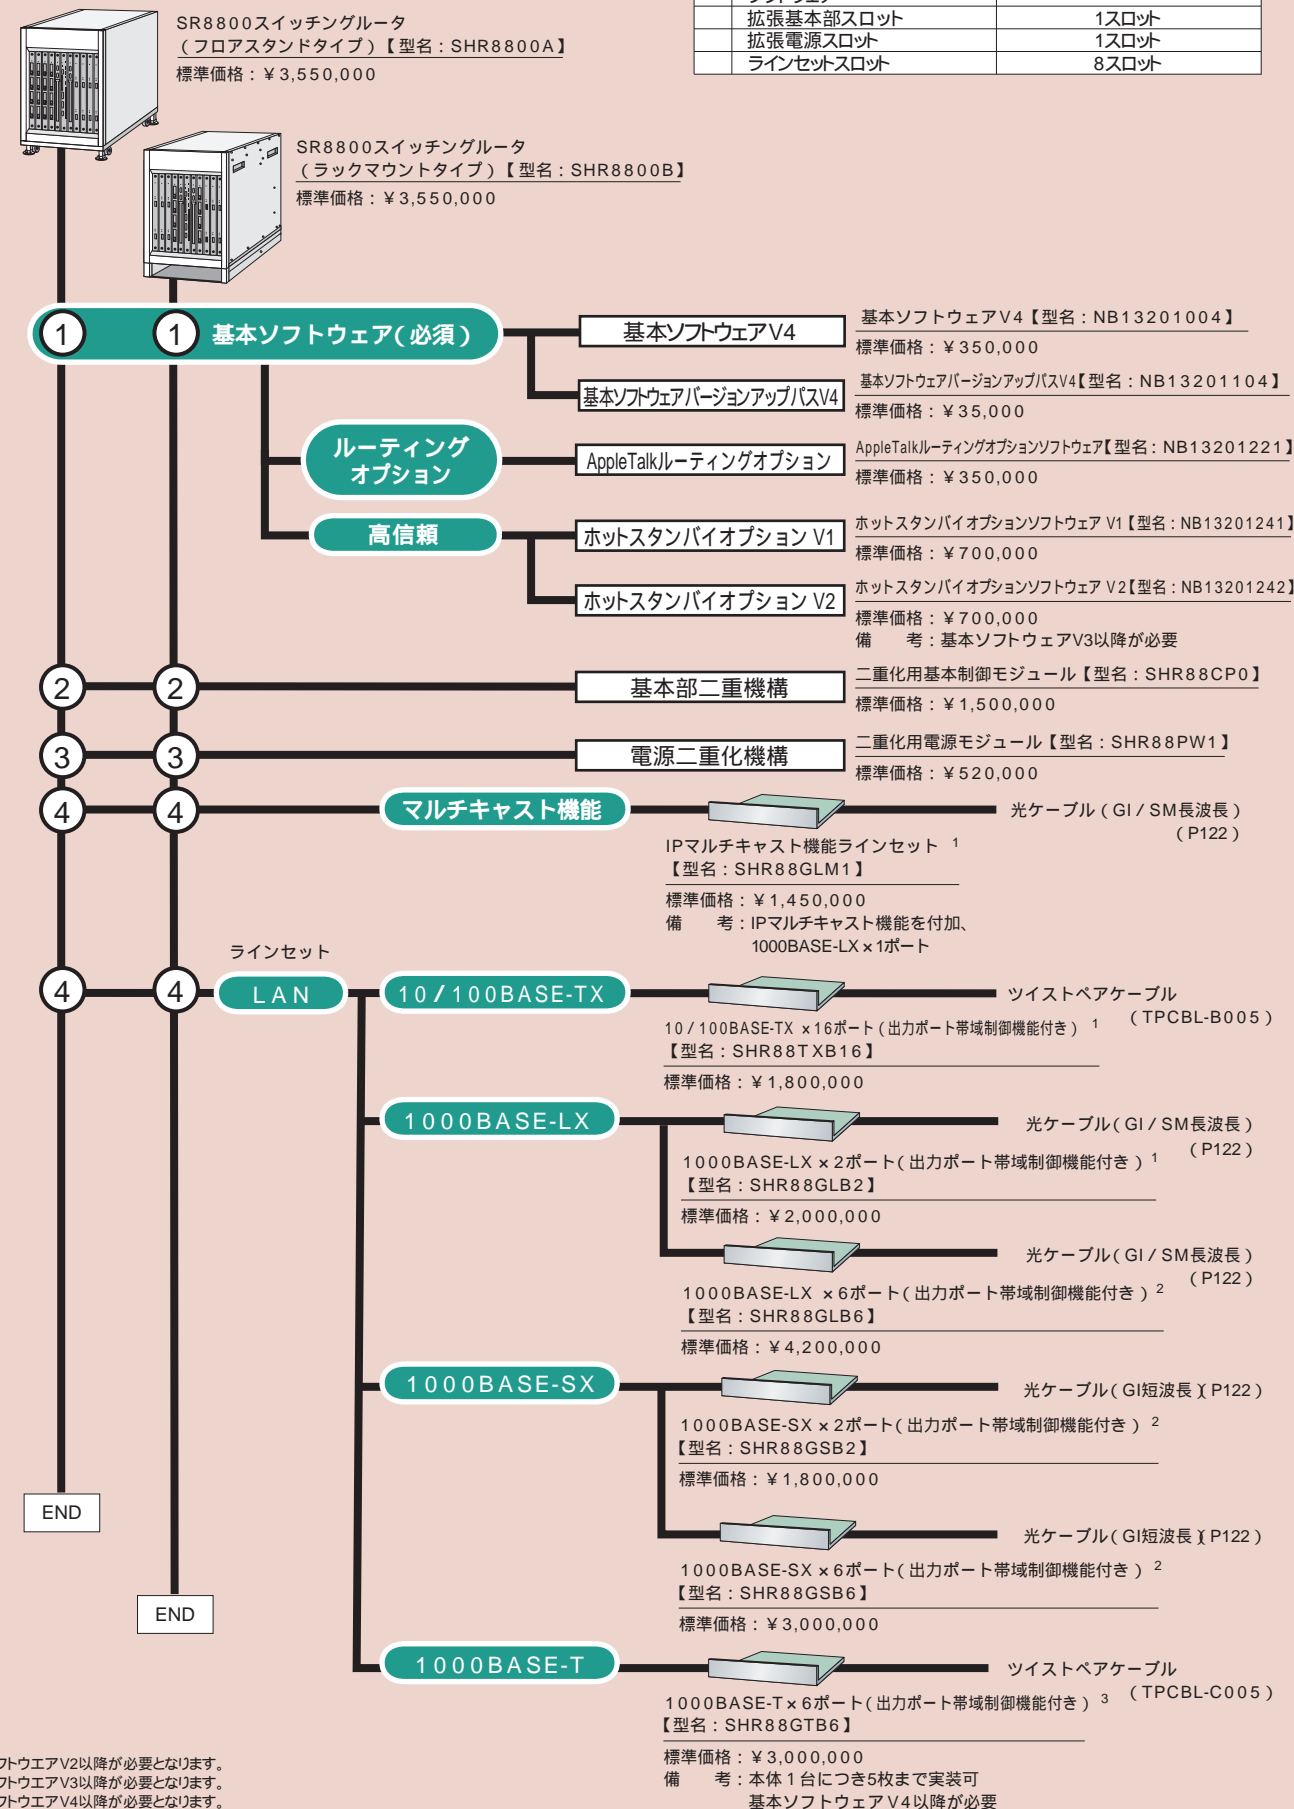 SR8800スイッチングルータ
（フロアスタンドタイプ）【型名：SHR8800A】
標準価格：¥3,550,000
拡張基本部スロット 1スロット
拡張電源スロット 1スロット
ラインセットスロット 8スロット
SR8800スイッチングルータ
（ラックマウントタイプ）【型名：SHR8800B】
標準価格：¥3,550,000
1 1 基本ソフトウェア（必須）
基本ソフトウェアV4
基本ソフトウェアV4【型名：NB13201004】
標準価格：¥350,000
基本ソフトウェアバージョンアップパスV4
基本ソフトウェアバージョンアップパスV4【型名：NB13201104】
標準価格：¥35,000
ルーティング
オプション
AppleTalkルーティングオプション
AppleTalkルーティングオプションソフトウェア【型名：NB13201221】
標準価格：¥350,000
高信頼
ホットスタンバイオプション V1
ホットスタンバイオプションソフトウェア V1【型名：NB13201241】
標準価格：¥700,000
ホットスタンバイオプション V2
ホットスタンバイオプションソフトウェア V2【型名：NB13201242】
標準価格：¥700,000
備　考：基本ソフトウェアV3以降が必要
2 2 基本部二重機構
二重化用基本制御モジュール【型名：SHR88CP0】
標準価格：¥1,500,000
3 3 電源二重化機構
二重化用電源モジュール【型名：SHR88PW1】
標準価格：¥520,000
4 4 マルチキャスト機能
光ケーブル（GI／SM長波長）
（P122）
IPマルチキャスト機能ラインセット 1
【型名：SHR88GLM1】
標準価格：¥1,450,000
備　考：IPマルチキャスト機能を付加、
1000BASE-LX×1ポート
ラインセット
4 4 LAN
10/100BASE-TX
ツイストペアケーブル
（TPCBL-B005）
10／100BASE-TX ×16ポート（出力ポート帯域制御機能付き） 1
【型名：SHR88TXB16】
標準価格：¥1,800,000
1000BASE-LX
光ケーブル（GI／SM長波長）
（P122）
1000BASE-LX×2ポート（出力ポート帯域制御機能付き） 1
【型名：SHR88GLB2】
標準価格：¥2,000,000
光ケーブル（GI／SM長波長）
（P122）
1000BASE-LX ×6ポート（出力ポート帯域制御機能付き） 2
【型名：SHR88GLB6】
標準価格：¥4,200,000
1000BASE-SX
光ケーブル（GI短波長）（P122）
1000BASE-SX×2ポート（出力ポート帯域制御機能付き） 2
【型名：SHR88GSB2】
標準価格：¥1,800,000
END
光ケーブル（GI短波長）（P122）
1000BASE-SX×6ポート（出力ポート帯域制御機能付き） 2
【型名：SHR88GSB6】
標準価格：¥3,000,000
END
1000BASE-T
ツイストペアケーブル
（TPCBL-C005）
1000BASE-T×6ポート（出力ポート帯域制御機能付き） 3
【型名：SHR88GTB6】
標準価格：¥3,000,000
備　考：本体1台につき5枚まで実装可
基本ソフトウェアV4以降が必要
フトウエアV2以降が必要となります。
フトウエアV3以降が必要となります。
フトウエアV4以降が必要となります。